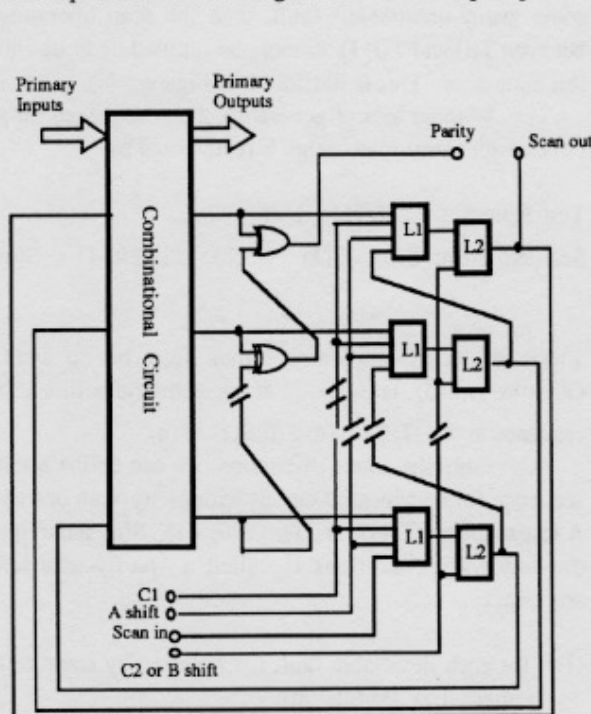 Primary
Inputs
Primary
Outputs
Parity
Scan out
Combinational Circuit
L1
L2
L1
L2
L1
L2
C1
A shift
Scan in
C2 or B shift